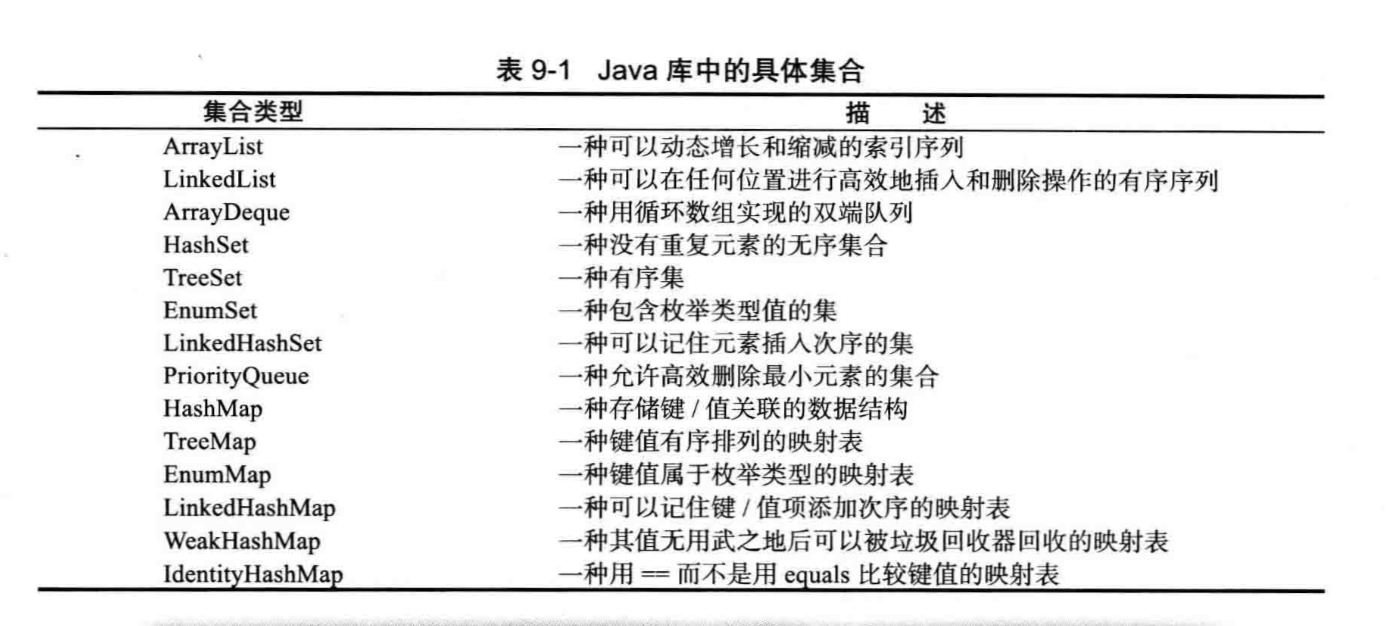 表 9-1 Java 库中的具体集合
集合类型 描 述
ArrayList 一种可以动态增长和缩减的索引序列
LinkedList 一种可以在任何位置进行高效地插入和删除操作的有序序列
ArrayDeque 一种用循环数组实现的双端队列
HashSet 一种没有重复元素的无序集合
TreeSet 一种有序集
EnumSet 一种包含枚举类型值的集
LinkedHashSet 一种可以记住元素插入次序的集
PriorityQueue 一种允许高效删除最小元素的集合
HashMap 一种存储键 / 值关联的数据结构
TreeMap 一种键值有序排列的映射表
EnumMap 一种键值属于枚举类型的映射表
LinkedHashMap 一种可以记住键 / 值项添加次序的映射表
WeakHashMap 一种其值无用武之地后可以被垃圾回收器回收的映射表
IdentityHashMap 一种用 == 而不是用 equals 比较键值的映射表